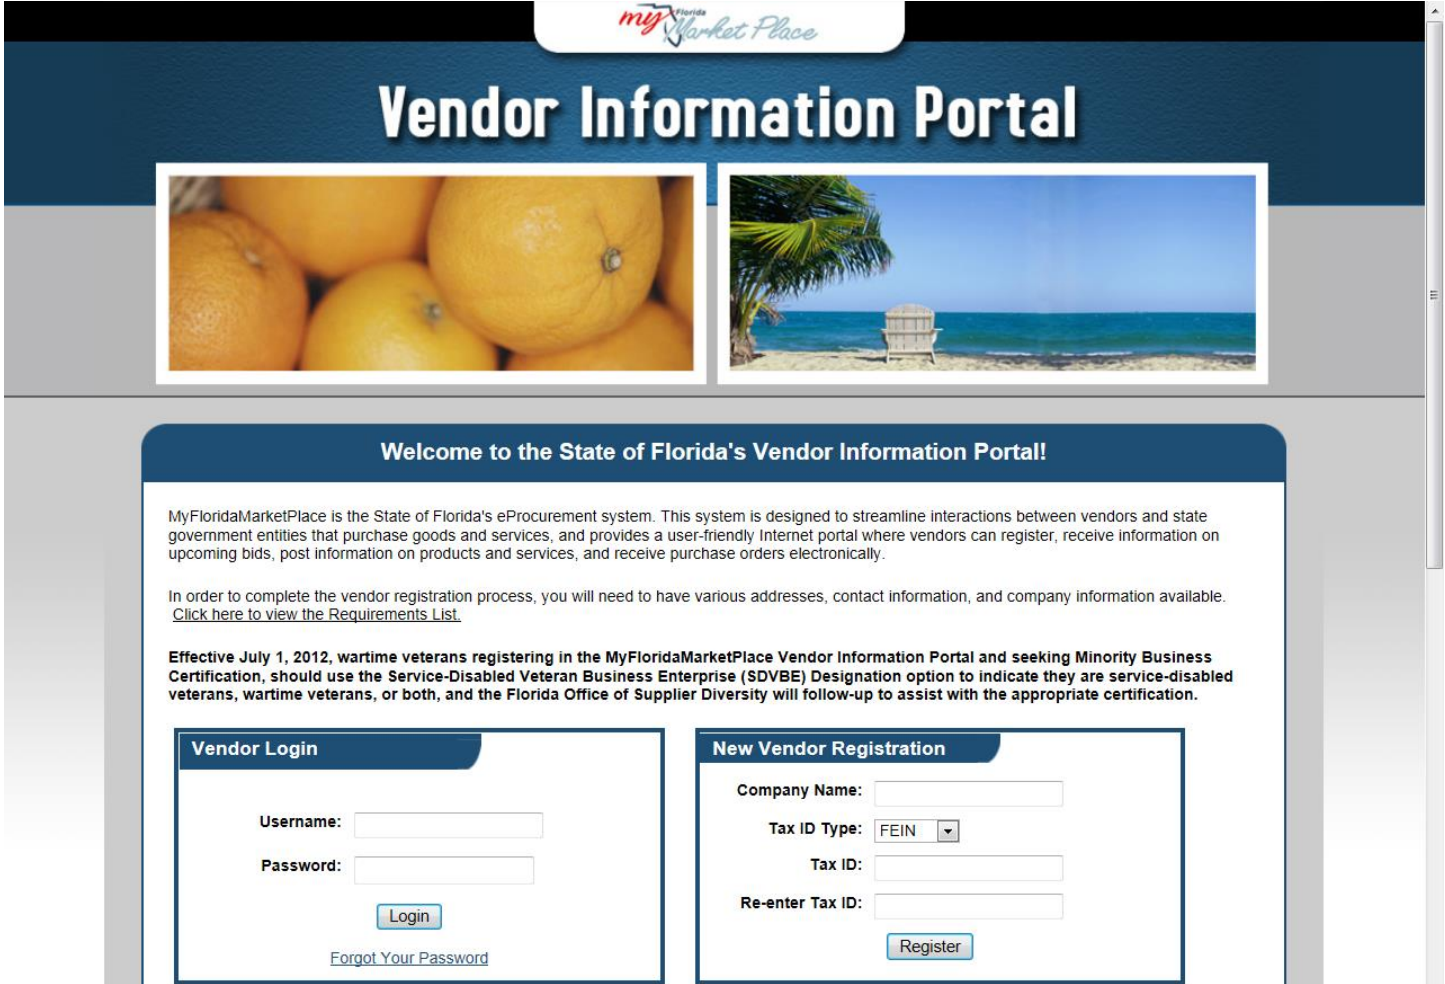 my Florida
Market Place
Vendor Information Portal
Welcome to the State of Florida's Vendor Information Portal!
MyFloridaMarketPlace is the State of Florida's eProcurement system. This system is designed to streamline interactions between vendors and state
government entities that purchase goods and services, and provides a user-friendly Internet portal where vendors can register, receive information on
upcoming bids, post information on products and services, and receive purchase orders electronically.
In order to complete the vendor registration process, you will need to have various addresses, contact information, and company information available.
Click here to view the Requirements List.
Effective July 1, 2012, wartime veterans registering in the MyFloridaMarketPlace Vendor Information Portal and seeking Minority Business
Certification, should use the Service-Disabled Veteran Business Enterprise (SDVBE) Designation option to indicate they are service-disabled
veterans, wartime veterans, or both, and the Florida Office of Supplier Diversity will follow-up to assist with the appropriate certification.
Vendor Login
Username:
Password:
Login
Forgot Your Password
New Vendor Registration
Company Name:
Tax ID Type: FEIN
Tax ID:
Re-enter Tax ID:
Register